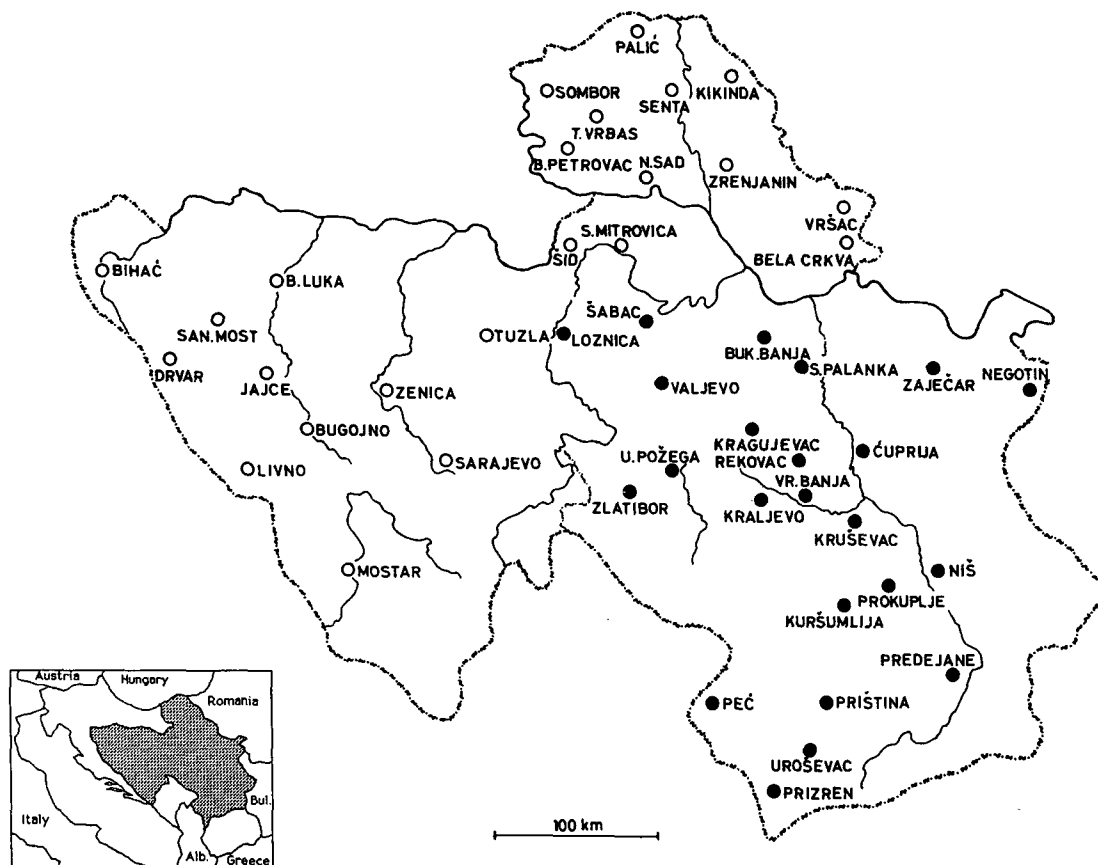 PALIĆ
SOMBOR
SENTA
KIKINDA
T. VRBAS
B.PETROVAC
N.SAD
ZRENJANIN
VRŠAC
S.MITROVICA
ŠID
BELA CRKVA
BIHAĆ
B.LUKA
SAN.MOST
TUZLA
LOZNICA
ŠABAC
BUK.BANJA
S.PALANKA
DRVAR
JAJCE
ZENICA
VALJEVO
ZAJEČAR
NEGOTIN
BUGOJNO
KRAGUJEVAC
LIVNO
SARAJEVO
U.POŽEGA
REKOVAC
ĆUPRIJA
VR.BANJA
ZLATIBOR
KRALJEVO
KRUŠEVAC
MOSTAR
NIŠ
PROKUPLJE
KURŠUMLIJA
PREDEJANE
PEĆ
PRIŠTINA
UROŠEVAC
PRIZREN
100 km
Austria
Hungary
Romania
Italy
Bul.
Alb.
Greece